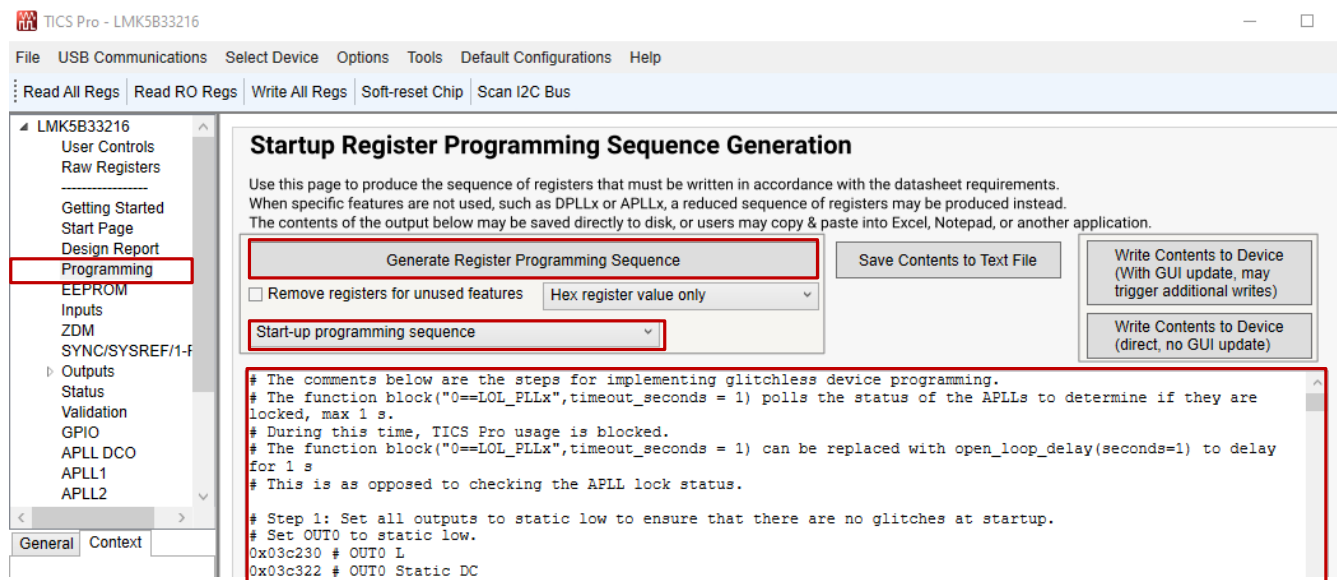 TICS Pro - LMK5B33216
File USB Communications Select Device Options Tools Default Configurations Help
Read All Regs Read RO Regs Write All Regs Soft-reset Chip Scan I2C Bus
LMK5B33216
User Controls
Raw Registers
-----------------
Getting Started
Start Page
Design Report
Programming
EEPROM
Inputs
ZDM
SYNC/SYSREF/1-F
Outputs
Status
Validation
GPIO
APLL DCO
APLL1
APLL2
General Context
Startup Register Programming Sequence Generation
Use this page to produce the sequence of registers that must be written in accordance with the datasheet requirements.
When specific features are not used, such as DPLLx or APLLx, a reduced sequence of registers may be produced instead.
The contents of the output below may be saved directly to disk, or users may copy & paste into Excel, Notepad, or another application.
Generate Register Programming Sequence
Save Contents to Text File
Write Contents to Device
(With GUI update, may
trigger additional writes)
Remove registers for unused features
Hex register value only
Start-up programming sequence
Write Contents to Device
(direct, no GUI update)
# The comments below are the steps for implementing glitchless device programming.
# The function block("0==LOL_PLLx",timeout_seconds = 1) polls the status of the APLLs to determine if they are
locked, max 1 s.
# During this time, TICS Pro usage is blocked.
# The function block("0==LOL_PLLx",timeout_seconds = 1) can be replaced with open_loop_delay(seconds=1) to delay
for 1 s
# This is as opposed to checking the APLL lock status.
# Step 1: Set all outputs to static low to ensure that there are no glitches at startup.
# Set OUT0 to static low.
0x03c230 # OUT0 L
0x03c322 # OUT0 Static DC